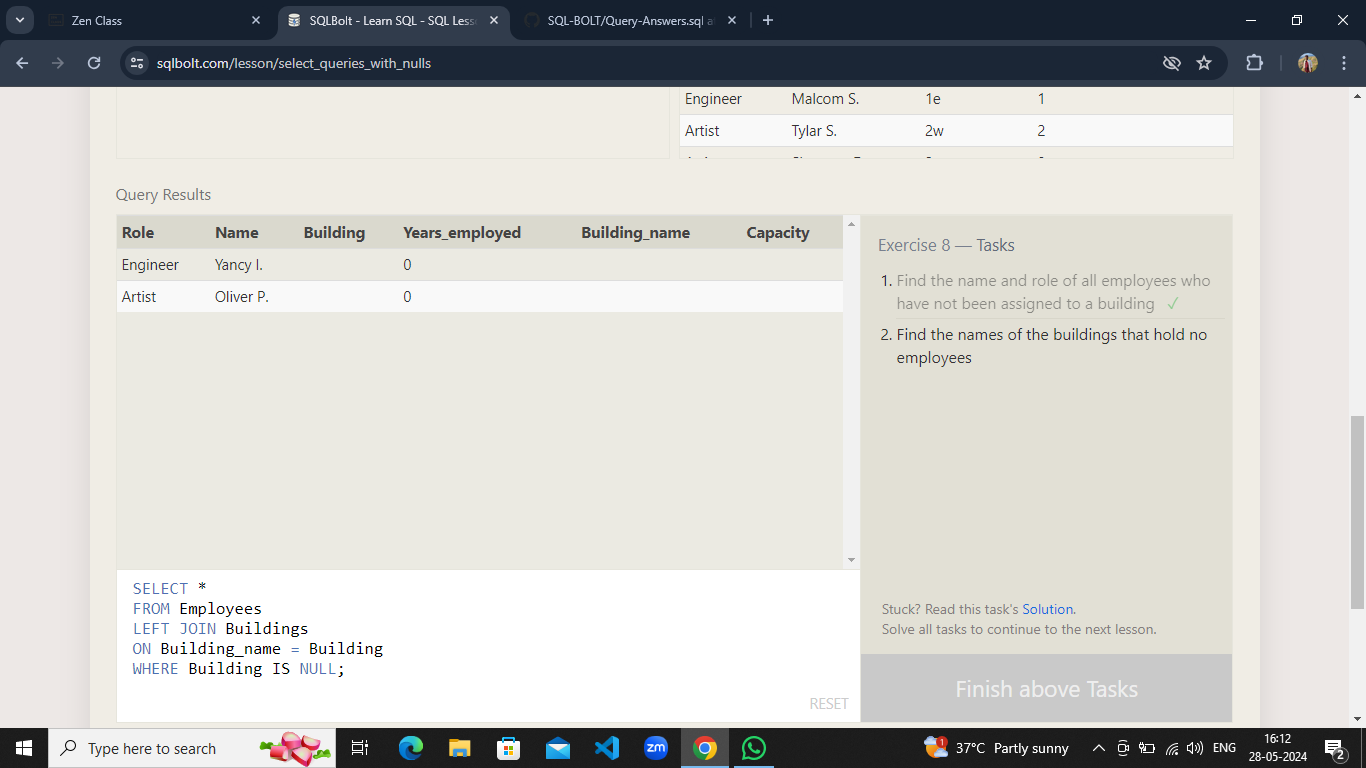 Zen Class
SQLBolt - Learn SQL - SQL Less
SQL-BOLT/Query-Answers.sql a
sqlbolt.com/lesson/select_queries_with_nulls
Engineer Malcom S. 1e 1
Artist Tylar S. 2w 2
Query Results
Role Name Building Years_employed Building_name Capacity
Engineer Yancy I. 0
Artist Oliver P. 0
Exercise 8 — Tasks
1. Find the name and role of all employees who
have not been assigned to a building ✓
2. Find the names of the buildings that hold no
employees
Stuck? Read this task's Solution.
Solve all tasks to continue to the next lesson.
Finish above Tasks
SELECT *
FROM Employees
LEFT JOIN Buildings
ON Building_name = Building
WHERE Building IS NULL;
RESET
Type here to search
zm
1
37°C Partly sunny
ENG
16:12
28-05-2024
2